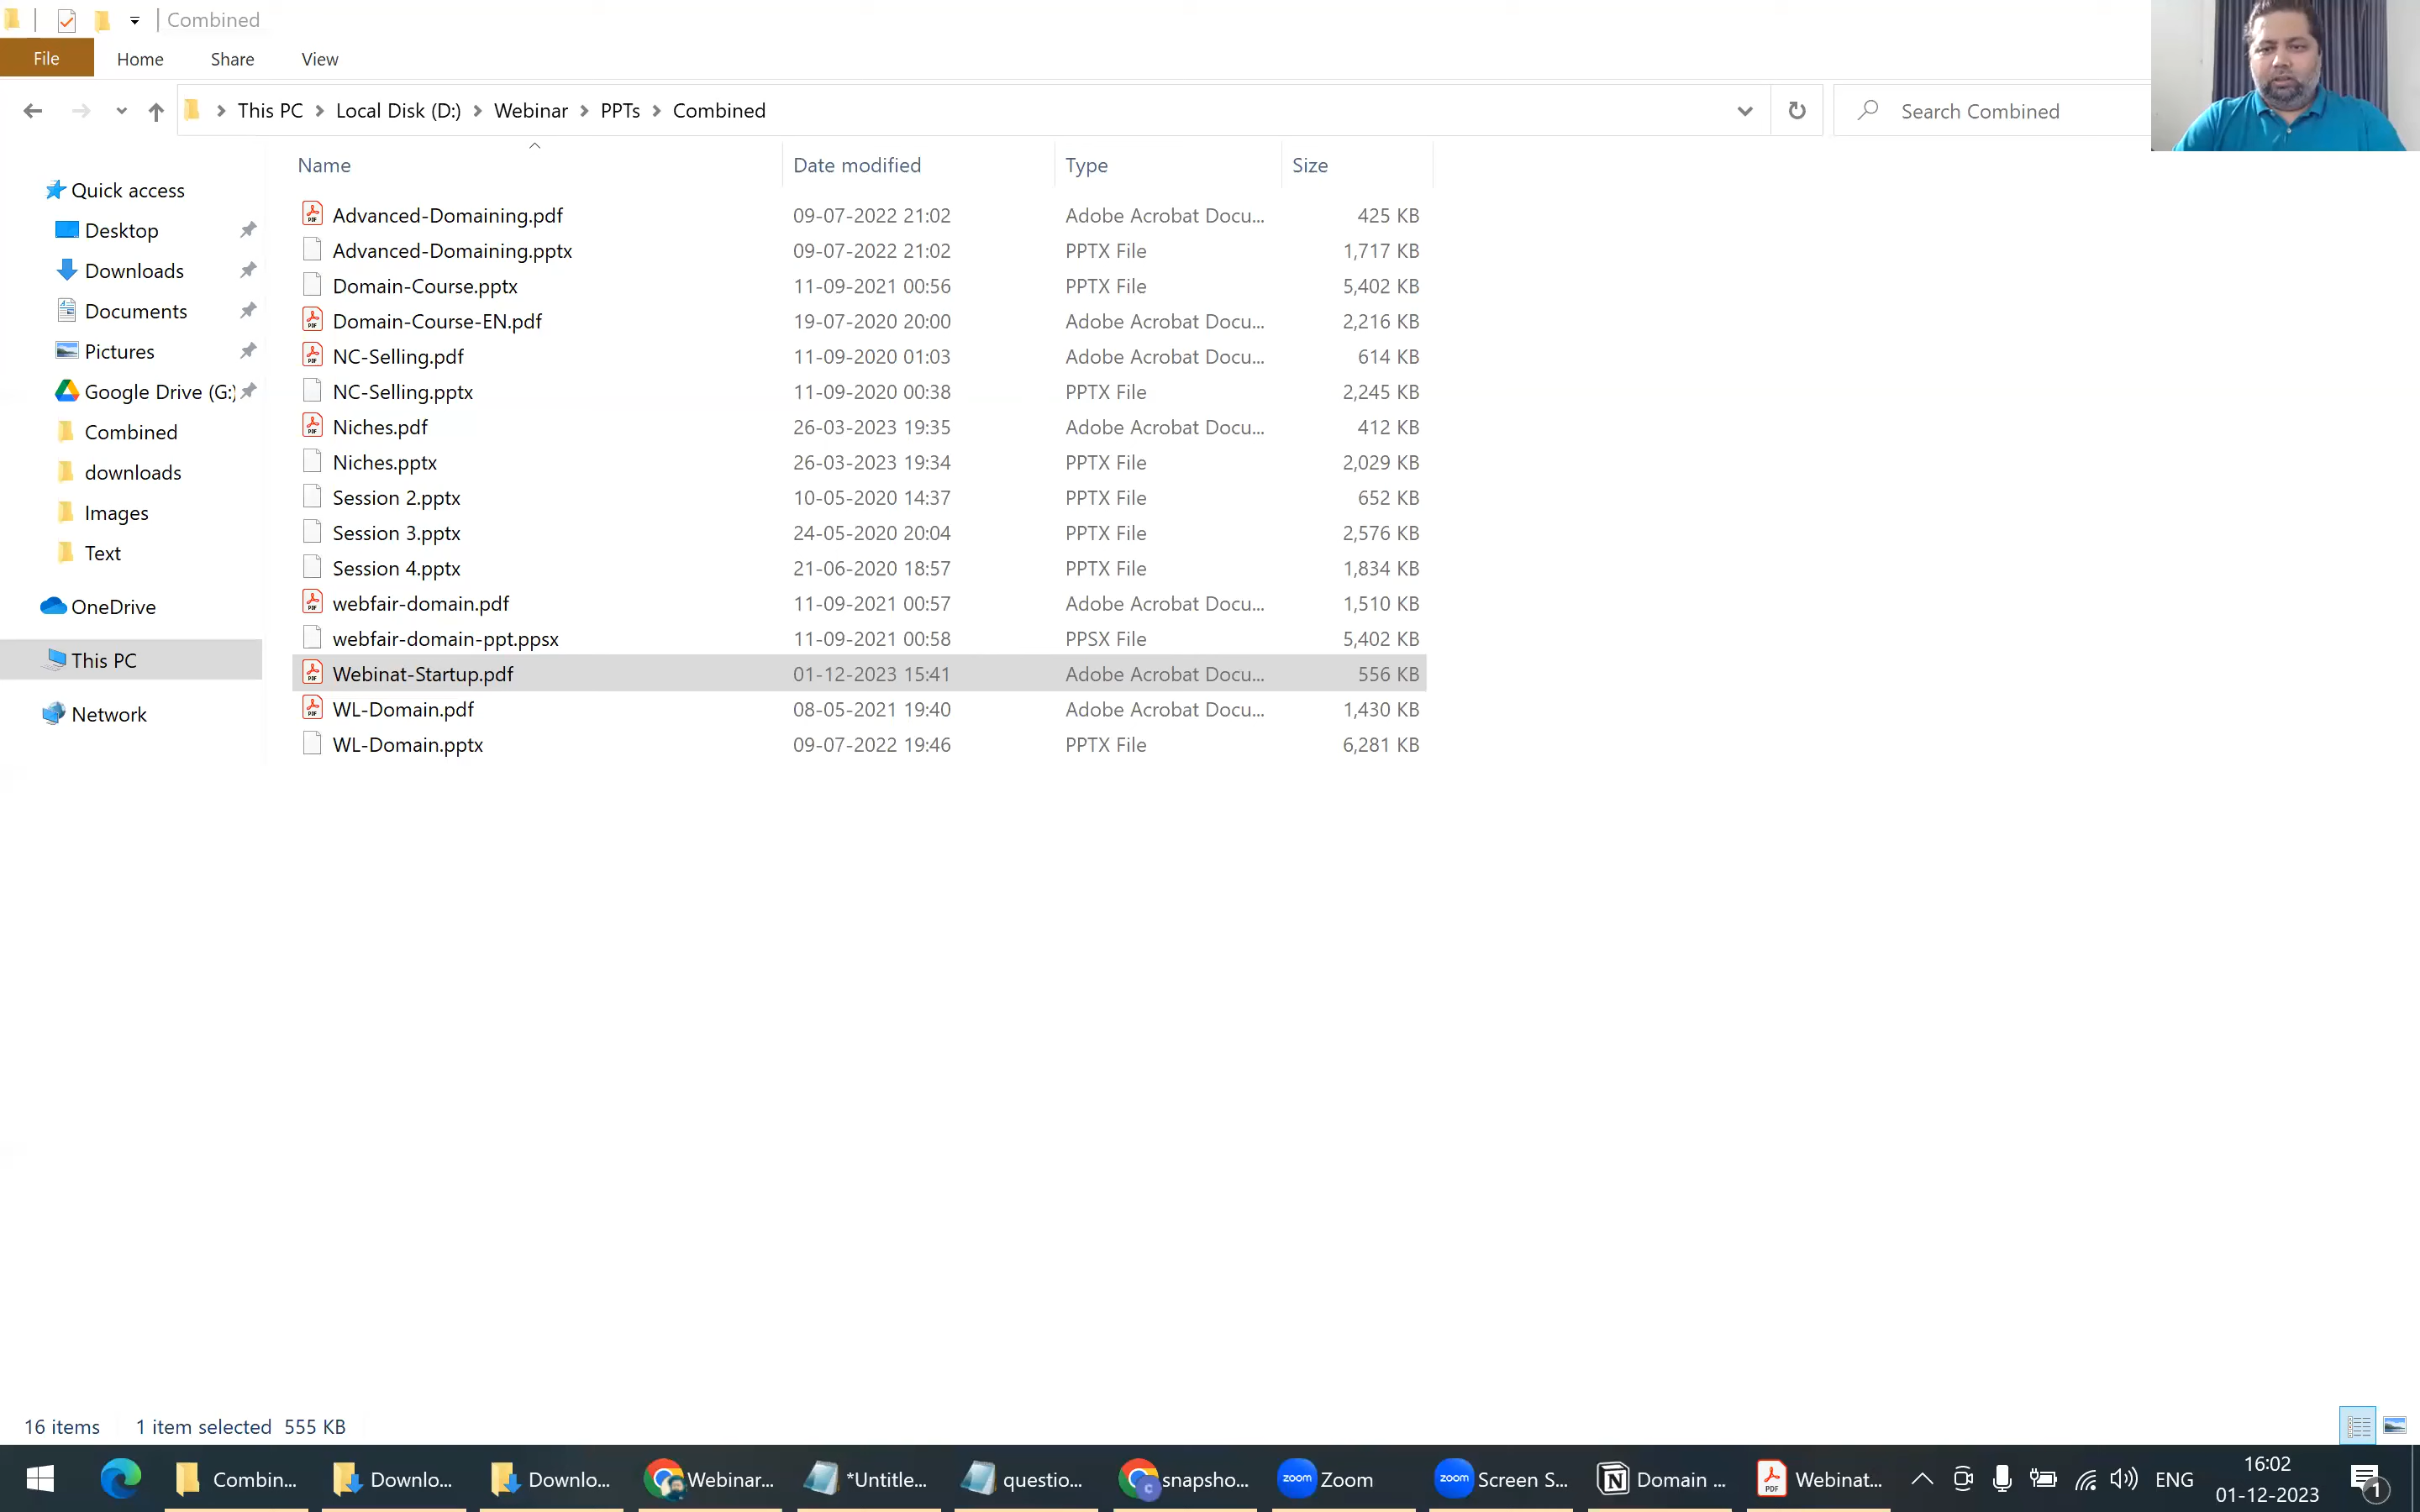 Combined
File Home Share View
This PC Local Disk (D:) Webinar PPTs Combined Search Combined
Name Date modified Type Size
Quick access
Desktop
Downloads
Documents
Pictures
Google Drive (G:)
Combined
downloads
Images
Text
OneDrive
This PC
Network
Advanced-Domaining.pdf 09-07-2022 21:02 Adobe Acrobat Docu... 425 KB
Advanced-Domaining.pptx 09-07-2022 21:02 PPTX File 1,717 KB
Domain-Course.pptx 11-09-2021 00:56 PPTX File 5,402 KB
Domain-Course-EN.pdf 19-07-2020 20:00 Adobe Acrobat Docu... 2,216 KB
NC-Selling.pdf 11-09-2020 01:03 Adobe Acrobat Docu... 614 KB
NC-Selling.pptx 11-09-2020 00:38 PPTX File 2,245 KB
Niches.pdf 26-03-2023 19:35 Adobe Acrobat Docu... 412 KB
Niches.pptx 26-03-2023 19:34 PPTX File 2,029 KB
Session 2.pptx 10-05-2020 14:37 PPTX File 652 KB
Session 3.pptx 24-05-2020 20:04 PPTX File 2,576 KB
Session 4.pptx 21-06-2020 18:57 PPTX File 1,834 KB
webfair-domain.pdf 11-09-2021 00:57 Adobe Acrobat Docu... 1,510 KB
webfair-domain-ppt.ppsx 11-09-2021 00:58 PPSX File 5,402 KB
Webinat-Startup.pdf 01-12-2023 15:41 Adobe Acrobat Docu... 556 KB
WL-Domain.pdf 08-05-2021 19:40 Adobe Acrobat Docu... 1,430 KB
WL-Domain.pptx 09-07-2022 19:46 PPTX File 6,281 KB
16 items 1 item selected 555 KB
Combin... Downlo... Downlo... Webinar... *Untitle... questio... snapsho... zoom Zoom zoom Screen S... Domain ... PDF Webinat... ENG
16:02
01-12-2023
1